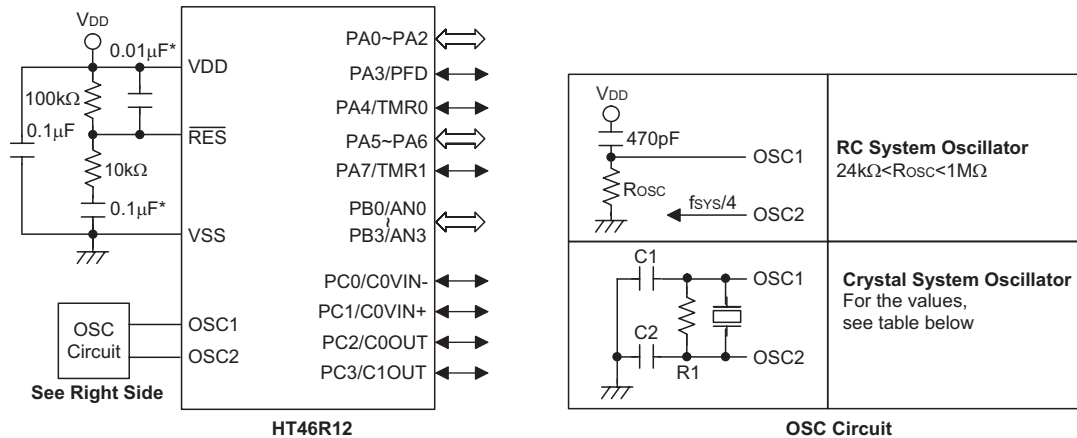 VDD
0.01μF*
VDD
100kΩ
0.1μF
RES
10kΩ
0.1μF*
VSS
OSC
Circuit
OSC1
OSC2
See Right Side
PA0~PA2
PA3/PFD
PA4/TMR0
PA5~PA6
PA7/TMR1
PB0/AN0
~
PB3/AN3
PC0/C0VIN-
PC1/C0VIN+
PC2/C0OUT
PC3/C1OUT
HT46R12
VDD
470pF
OSC1
ROSC
fSYS/4
OSC2
RC System Oscillator
24kΩ<ROSC<1MΩ
C1
OSC1
C2
R1
OSC2
Crystal System Oscillator
For the values,
see table below
OSC Circuit